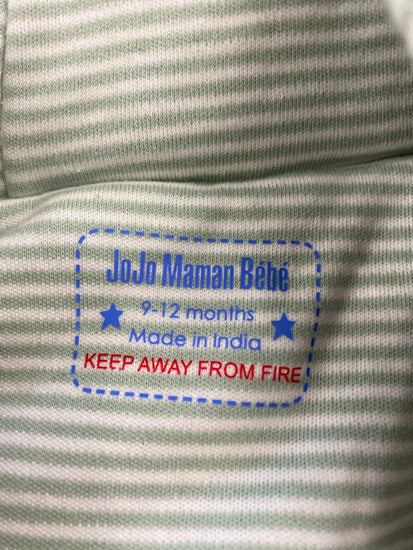 JoJo Maman Bébé
9-12 months
Made in India
KEEP AWAY FROM FIRE